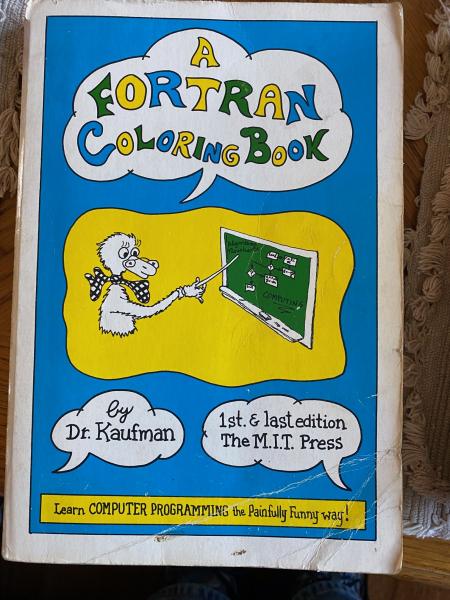 A
FORTRAN
COLORING BOOK
COMPUTING
by
Dr. Kaufman
1st. & last edition
The M.I.T. Press
Learn COMPUTER PROGRAMMING the Painfully Funny way!